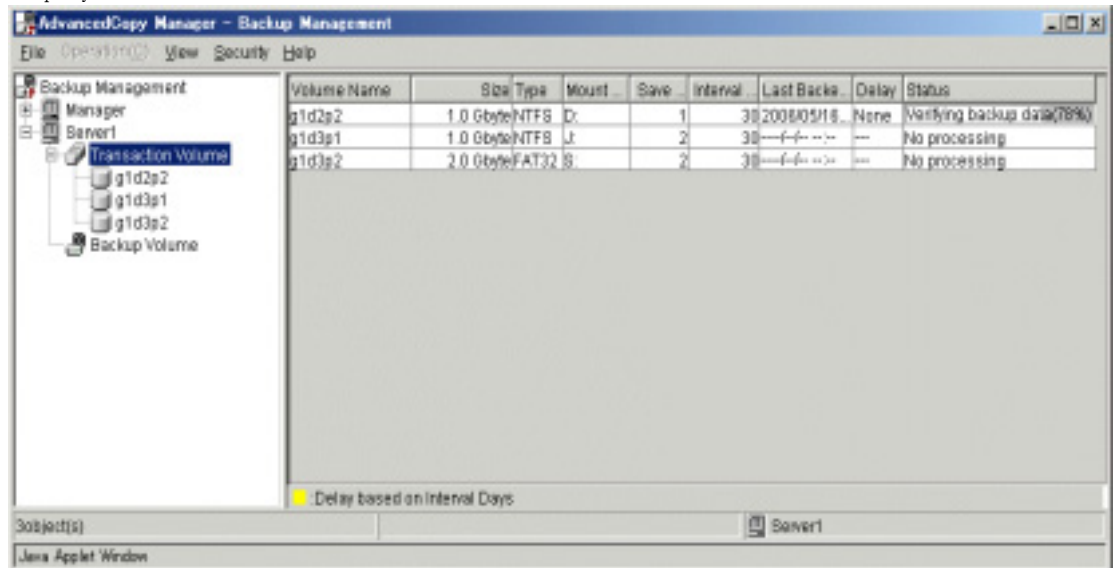 AdvancedCopy Manager - Backup Management
File Operation(O) View Security Help
Backup Management
Manager
Server1
Transaction Volume
g1d2p2
g1d3p1
g1d3p2
Backup Volume
Volume Name Size Type Mount ... Save ... Interval ... Last Backe... Delay Status
g1d2p2 1.0 Gbyte NTFS D: 1 30 2006/05/16... None Verifying backup data(78%)
g1d3p1 1.0 Gbyte NTFS J: 2 30 ----/--/-- --:-- --- No processing
g1d3p2 2.0 Gbyte FAT32 S: 2 30 ----/--/-- --:-- --- No processing
:Delay based on Interval Days
3object(s) Server1
Java Applet Window